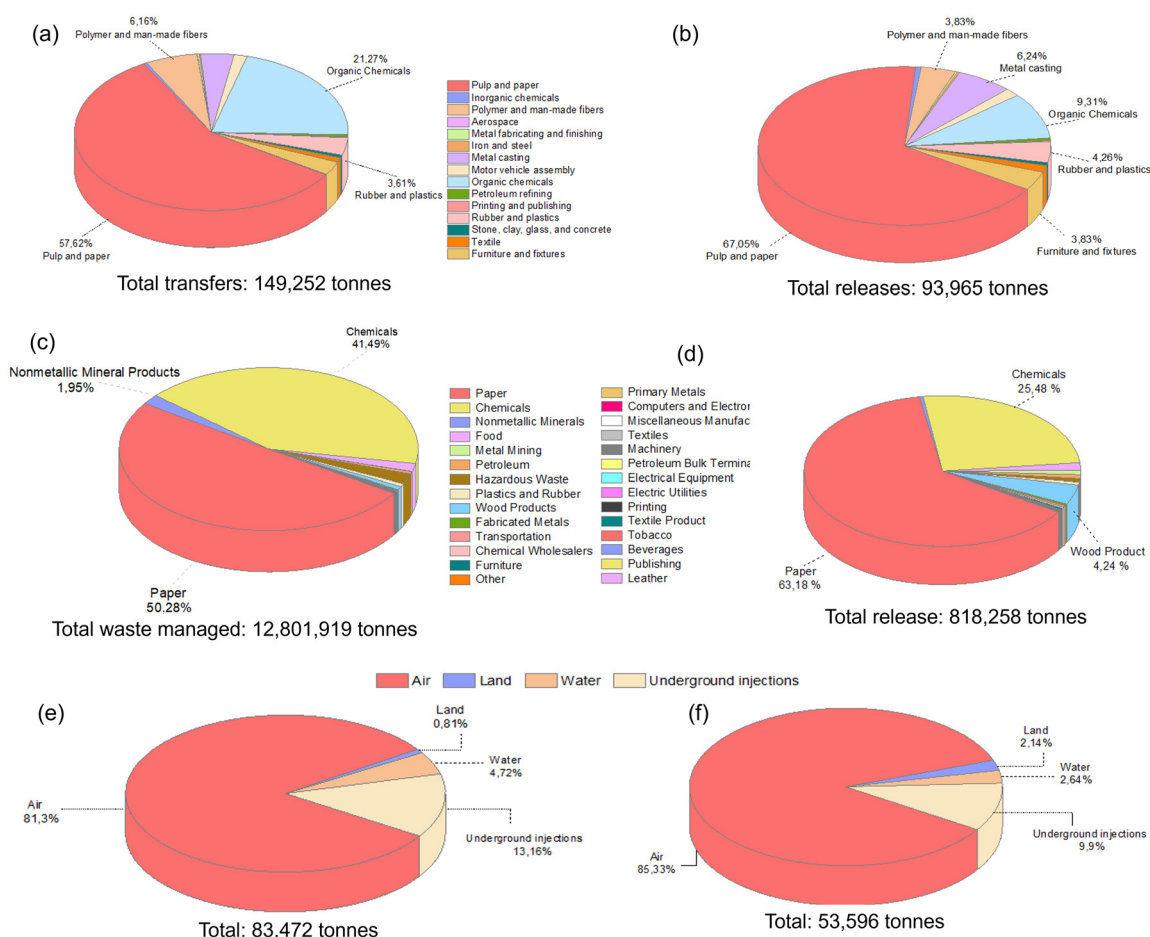 (a)
6,16%
Polymer and man-made fibers
21,27%
Organic Chemicals
3,61%
Rubber and plastics
57,62%
Pulp and paper
Total transfers: 149,252 tonnes
Pulp and paper
Inorganic chemicals
Polymer and man-made fibers
Aerospace
Metal fabricating and finishing
Iron and steel
Metal casting
Motor vehicle assembly
Organic chemicals
Petroleum refining
Printing and publishing
Rubber and plastics
Stone, clay, glass, and concrete
Textile
Furniture and fixtures
(b)
3,83%
Polymer and man-made fibers
6,24%
Metal casting
9,31%
Organic Chemicals
4,26%
Rubber and plastics
3,83%
Furniture and fixtures
67,05%
Pulp and paper
Total releases: 93,965 tonnes
(c)
Chemicals
41,49%
Nonmetallic Mineral Products
1,95%
Paper
50,28%
Total waste managed: 12,801,919 tonnes
Paper
Chemicals
Nonmetallic Minerals
Food
Metal Mining
Petroleum
Hazardous Waste
Plastics and Rubber
Wood Products
Fabricated Metals
Transportation
Chemical Wholesalers
Furniture
Other
Primary Metals
Computers and Electror
Miscellaneous Manufac
Textiles
Machinery
Petroleum Bulk Termina
Electrical Equipment
Electric Utilities
Printing
Textile Product
Tobacco
Beverages
Publishing
Leather
(d)
Chemicals
25,48 %
Wood Product
4,24 %
Paper
63,18 %
Total release: 818,258 tonnes
Air
Land
Water
Underground injections
(e)
Land
0,81%
Water
4,72%
Air
81,3%
Underground injections
13,16%
Total: 83,472 tonnes
(f)
Land
2,14%
Water
2,64%
Underground injections
9,9%
Air
85,33%
Total: 53,596 tonnes